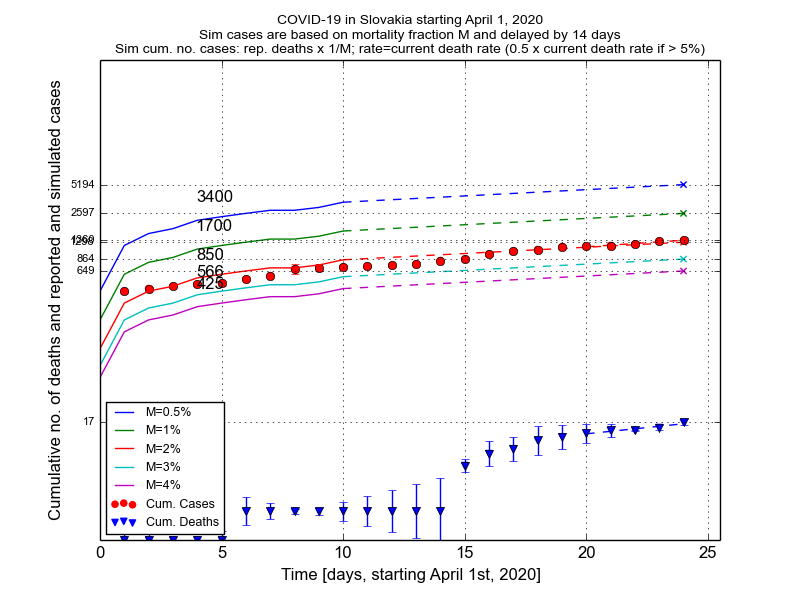 COVID-19 in Slovakia starting April 1, 2020
Sim cases are based on mortality fraction M and delayed by 14 days
Sim cum. no. cases: rep. deaths x 1/M; rate=current death rate (0.5 x current death rate if > 5%)
Cumulative no. of deaths and reported and simulated cases
5194
2597
864
649
17
3400
1700
850
566
425
M=0.5%
M=1%
M=2%
M=3%
M=4%
Cum. Cases
Cum. Deaths
0 5 10 15 20 25
Time [days, starting April 1st, 2020]